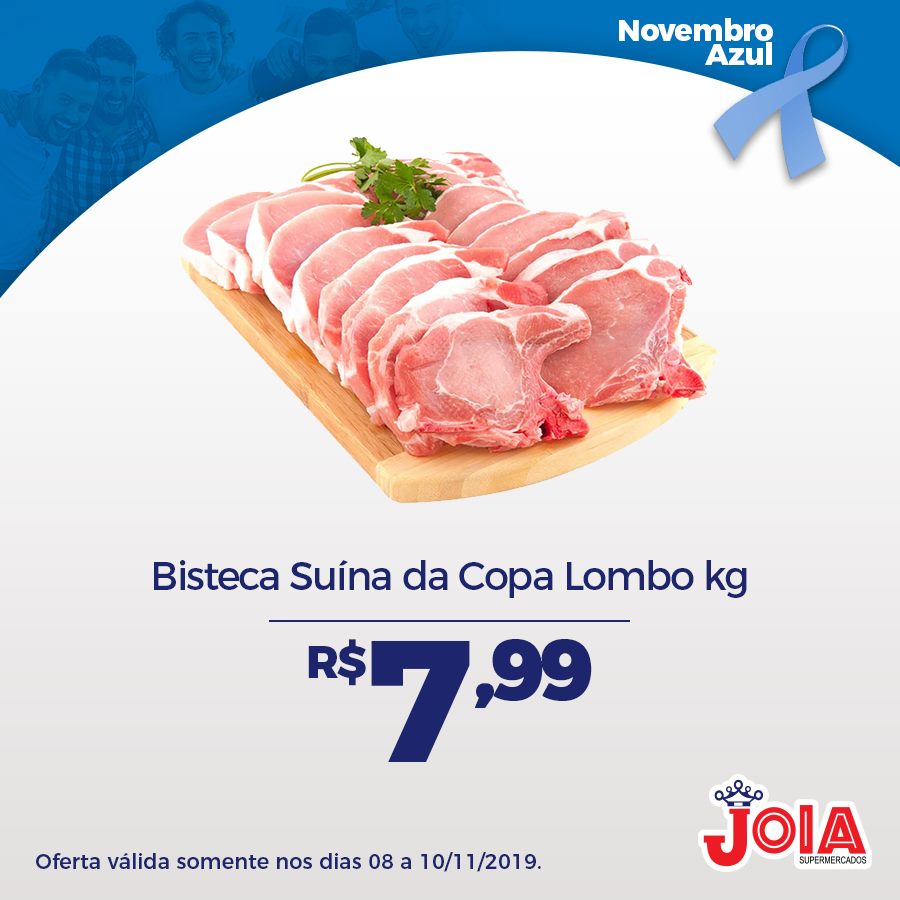 Novembro
Azul
Bisteca Suína da Copa Lombo kg
R$7,99
JOIA
SUPERMERCADOS
Oferta válida somente nos dias 08 a 10/11/2019.